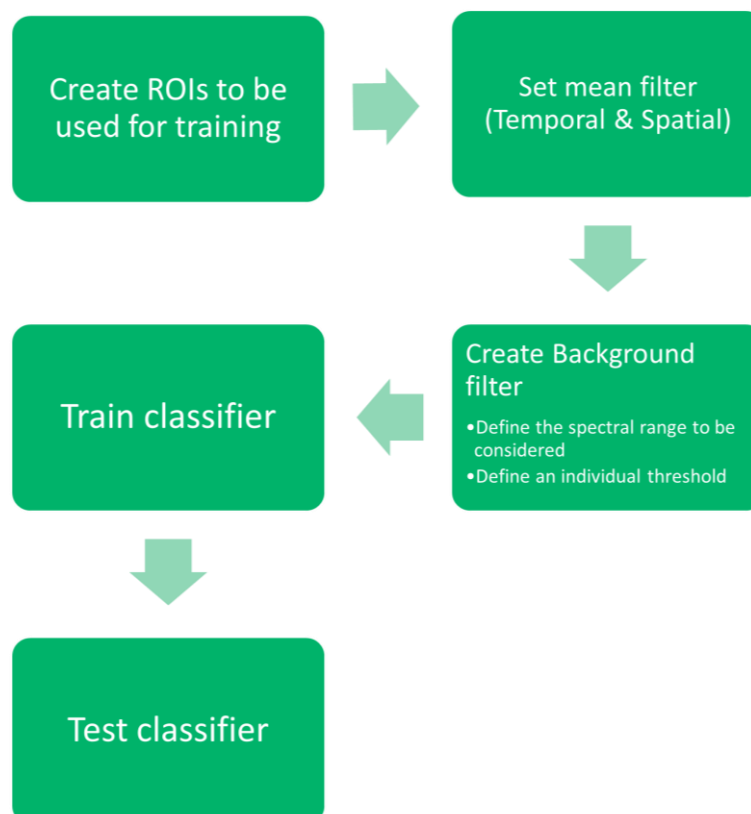 Create ROIs to be
used for training
Set mean filter
(Temporal & Spatial)
Create Background
filter
•Define the spectral range to be
considered
•Define an individual threshold
Train classifier
Test classifier